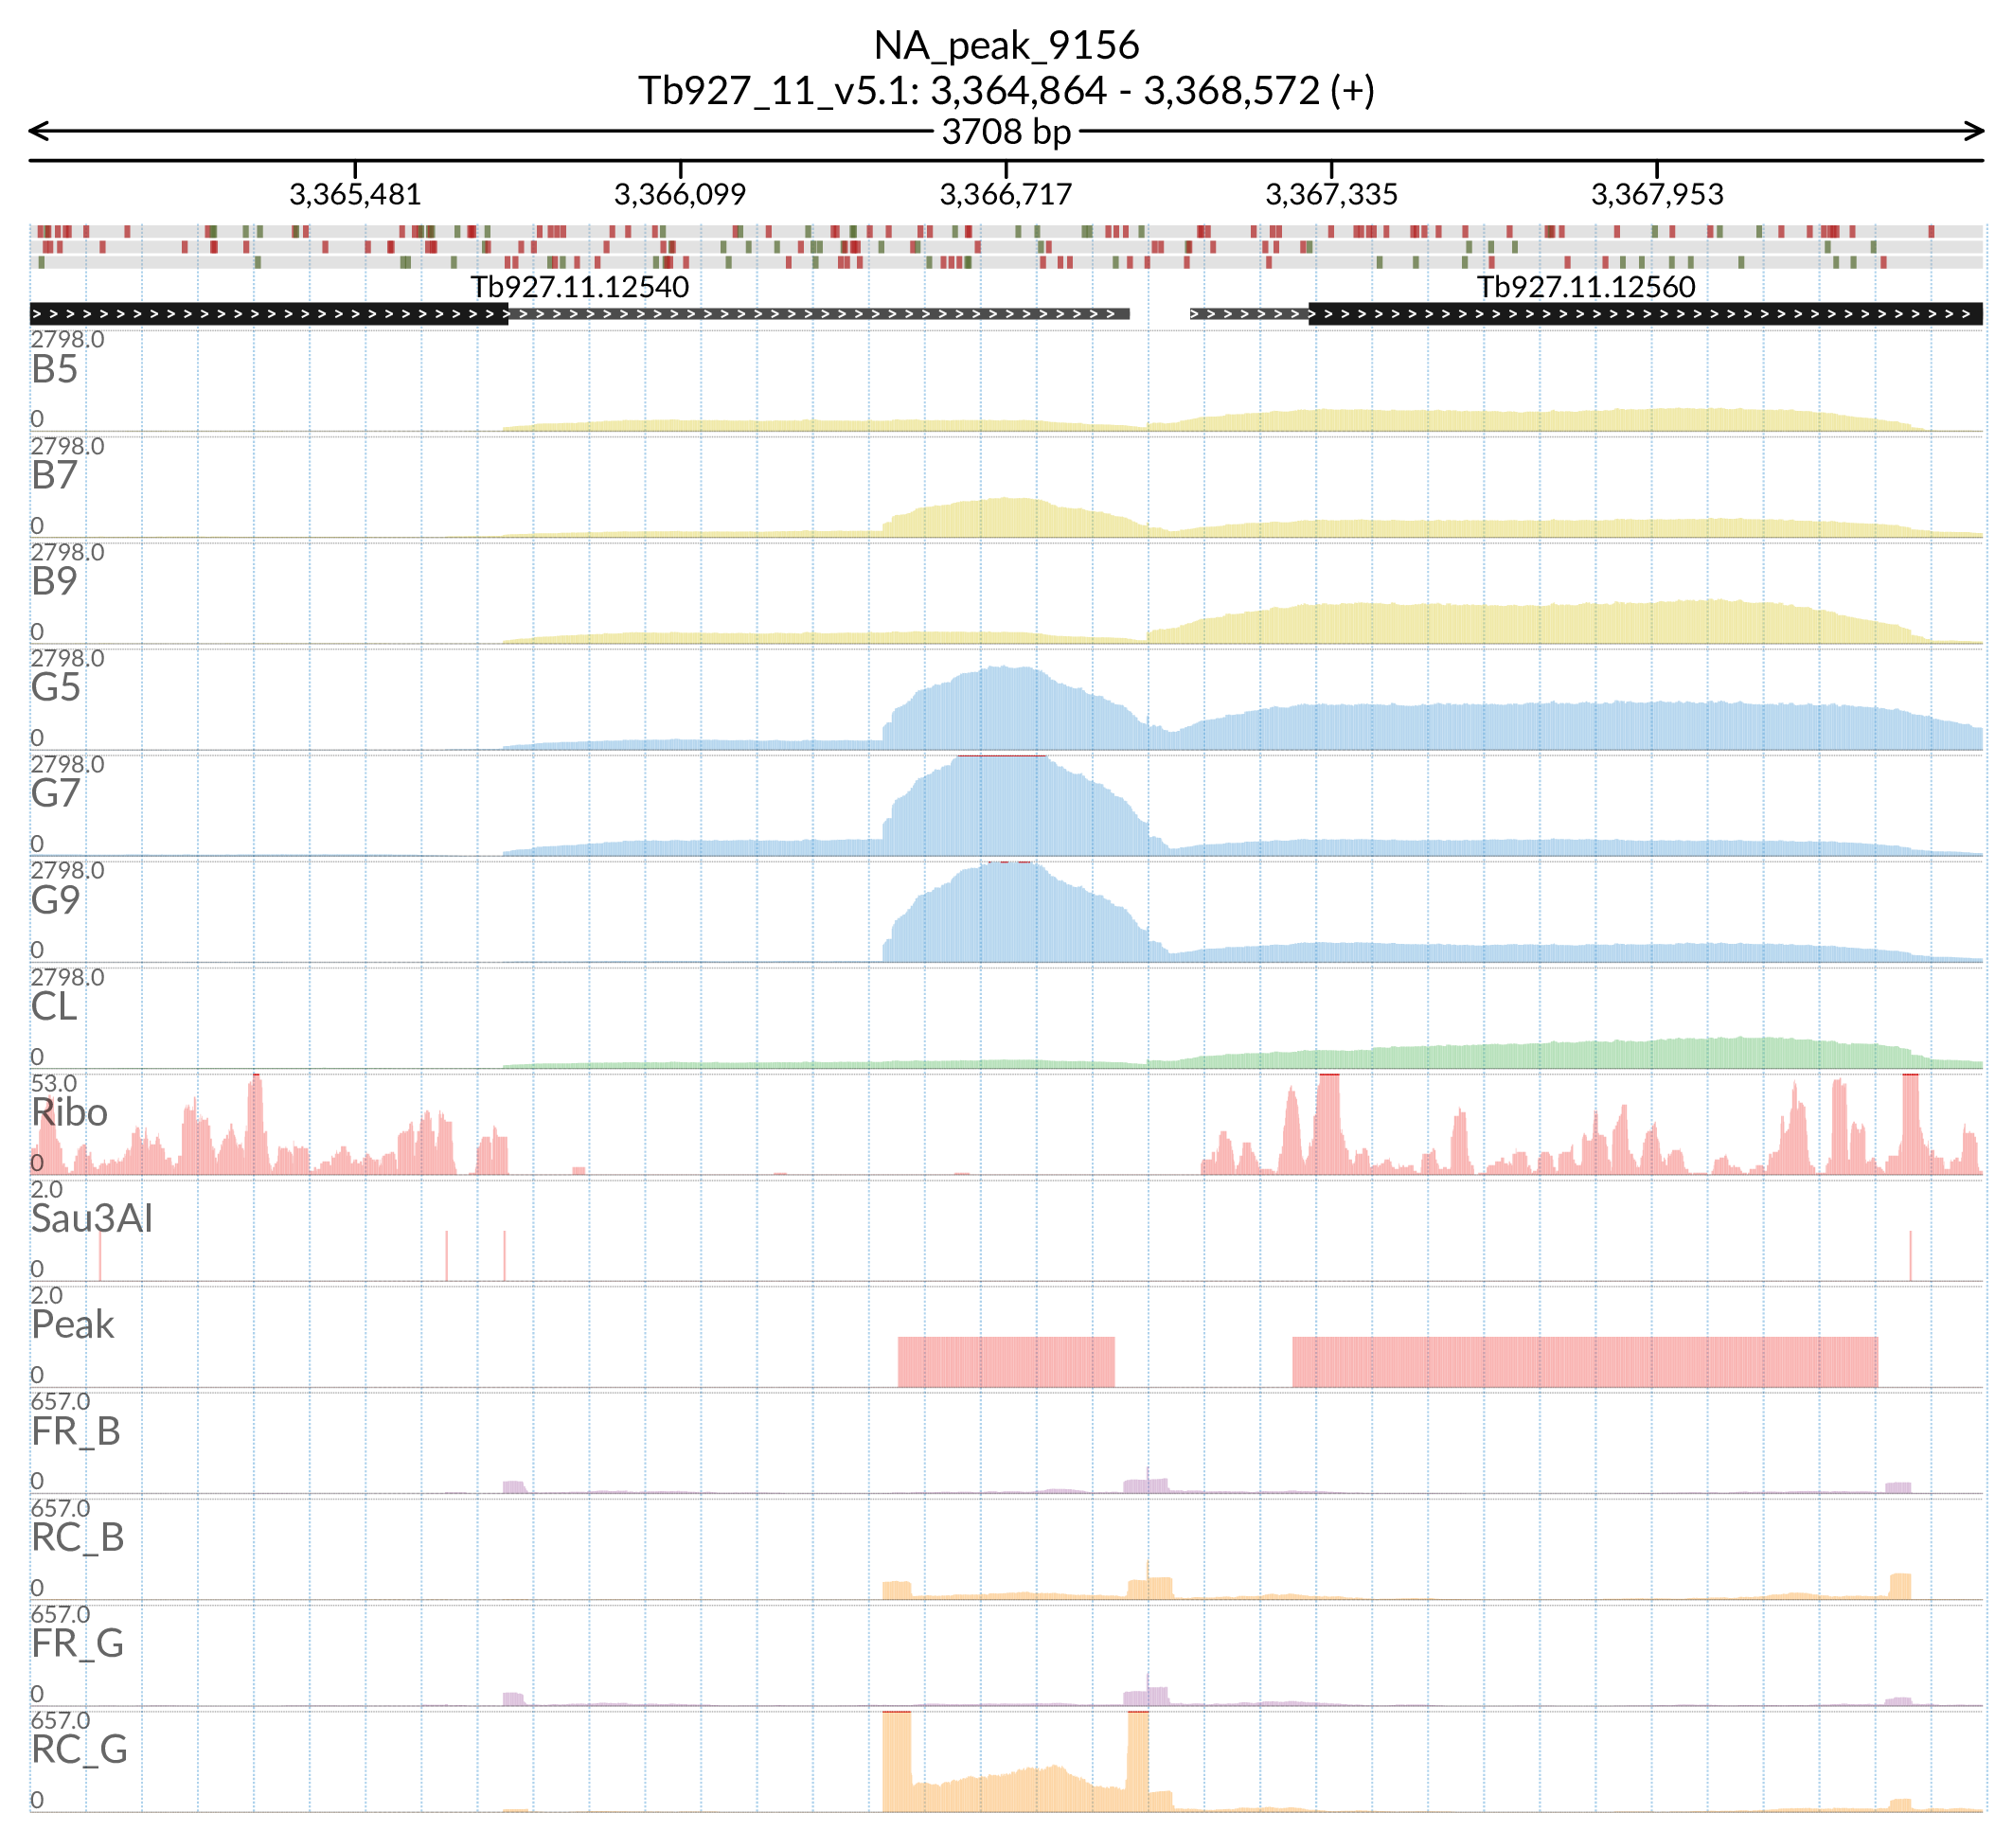 NA_peak_9156
Tb927_11_v5.1: 3,364,864 - 3,368,572 (+)
3708 bp
3,365,481 3,366,099 3,366,717 3,367,335 3,367,953
Tb927.11.12540 Tb927.11.12560
2798.0
B5
0
2798.0
B7
0
2798.0
B9
0
2798.0
G5
0
2798.0
G7
0
2798.0
G9
0
2798.0
CL
0
53.0
Ribo
0
2.0
Sau3AI
0
2.0
Peak
0
657.0
FR_B
0
657.0
RC_B
0
657.0
FR_G
0
657.0
RC_G
0